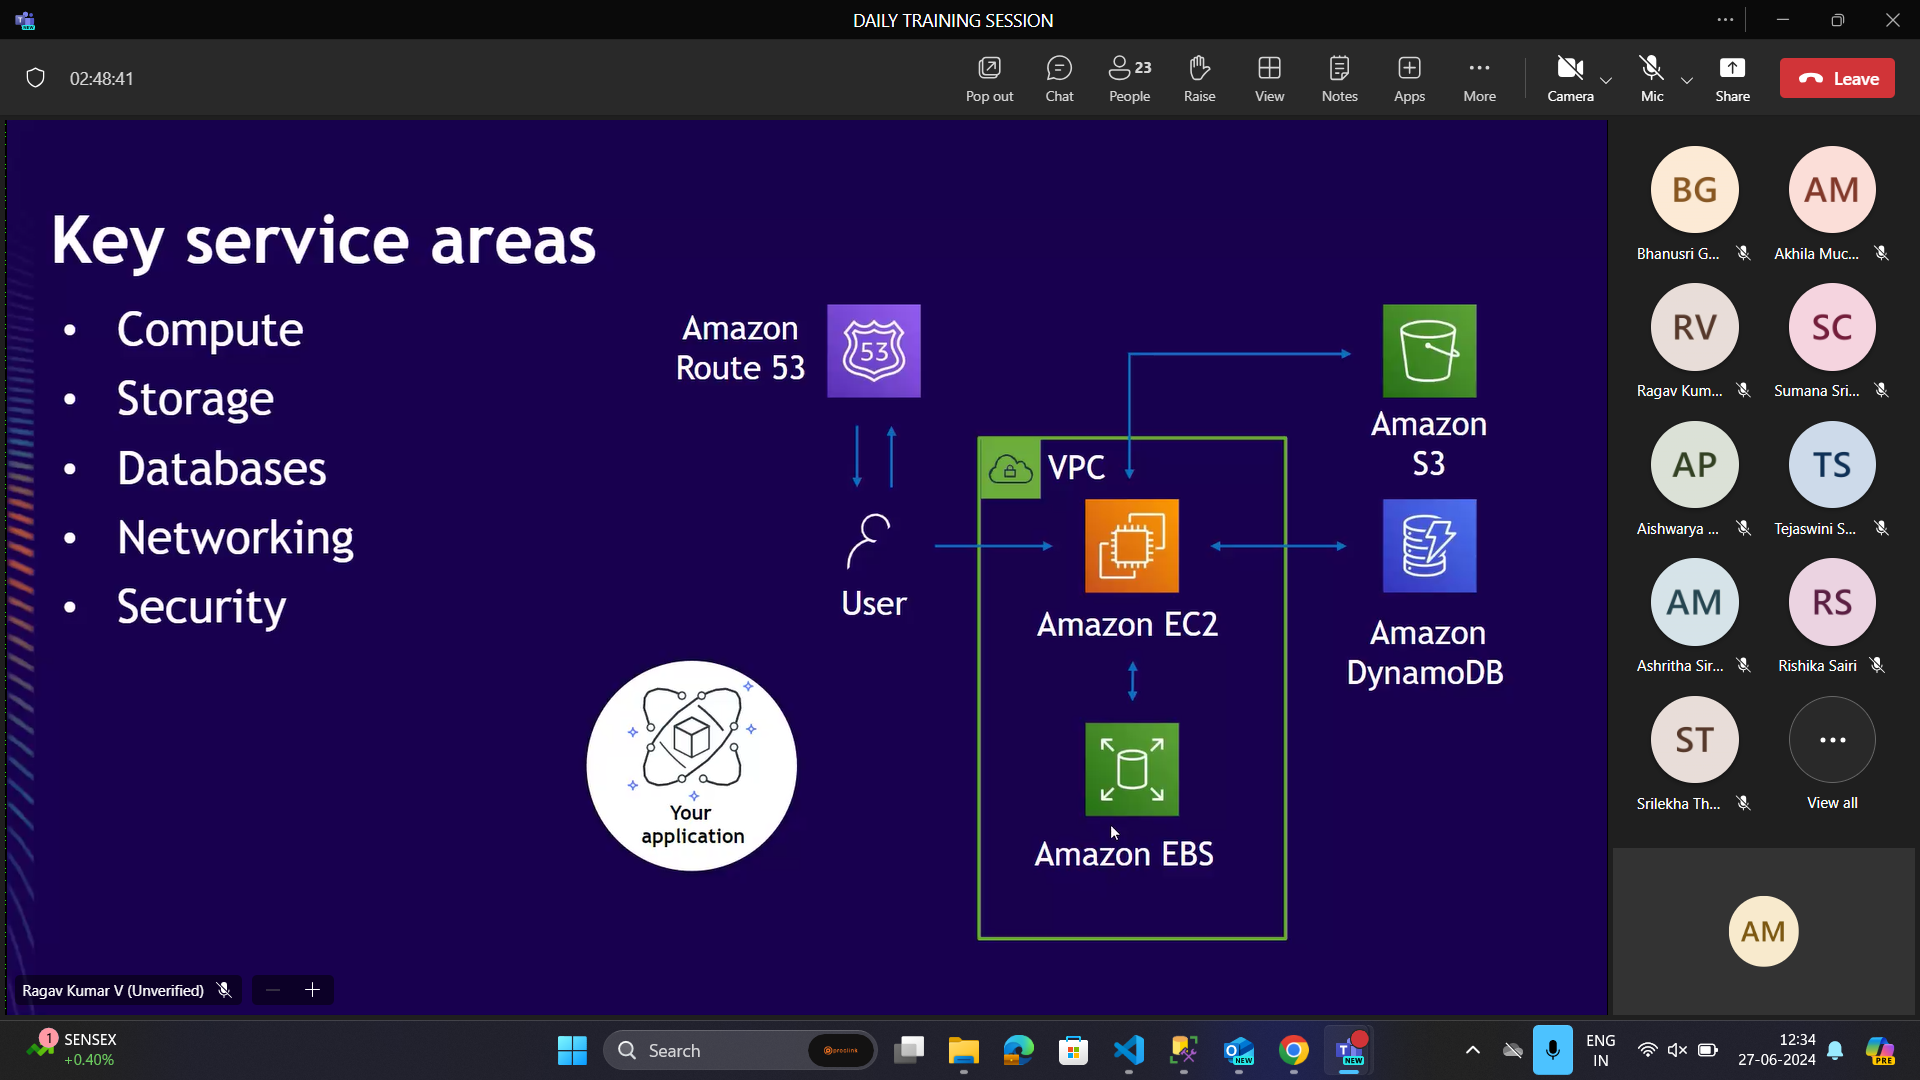 DAILY TRAINING SESSION
02:48:41
Pop out
Chat
People
23
Raise
View
Notes
Apps
More
Camera
Mic
Share
Leave
Key service areas
• Compute
• Storage
• Databases
• Networking
• Security
Amazon
Route 53
53
User
Your
application
VPC
Amazon EC2
Amazon EBS
Amazon
S3
Amazon
DynamoDB
BG
Bhanusri G...
AM
Akhila Muc...
RV
Ragav Kum...
SC
Sumana Sri...
AP
Aishwarya ...
TS
Tejaswini S...
AM
Ashritha Sir...
RS
Rishika Sairi
ST
Srilekha Th...
View all
AM
Ragav Kumar V (Unverified)
1
SENSEX
+0.40%
Search
proclink
NEW
NEW
ENG
IN
12:34
27-06-2024
PRE